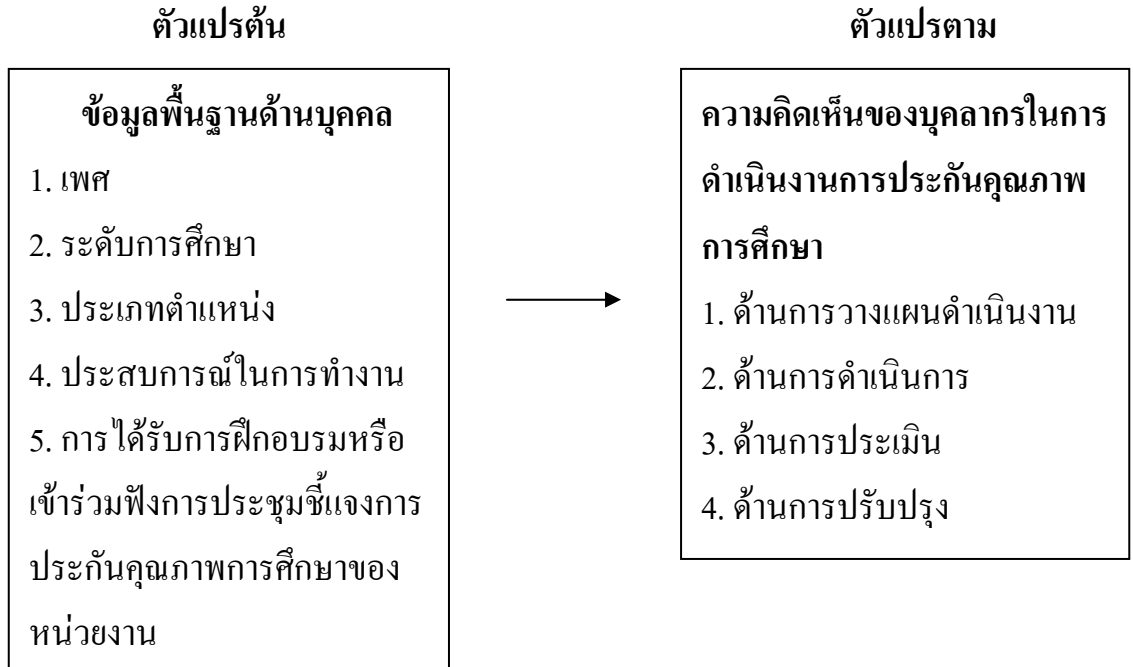 ตัวแปรต้น
ข้อมูลพื้นฐานด้านบุคคล
1. เพศ
2. ระดับการศึกษา
3. ประเภทตำแหน่ง
4. ประสบการณ์ในการทำงาน
5. การได้รับการฝึกอบรมหรือ
เข้าร่วมฟังการประชุมชี้แจงการ
ประกันคุณภาพการศึกษาของ
หน่วยงาน
ตัวแปรตาม
ความคิดเห็นของบุคลากรในการ
ดำเนินงานการประกันคุณภาพ
การศึกษา
1. ด้านการวางแผนดำเนินงาน
2. ด้านการดำเนินการ
3. ด้านการประเมิน
4. ด้านการปรับปรุง